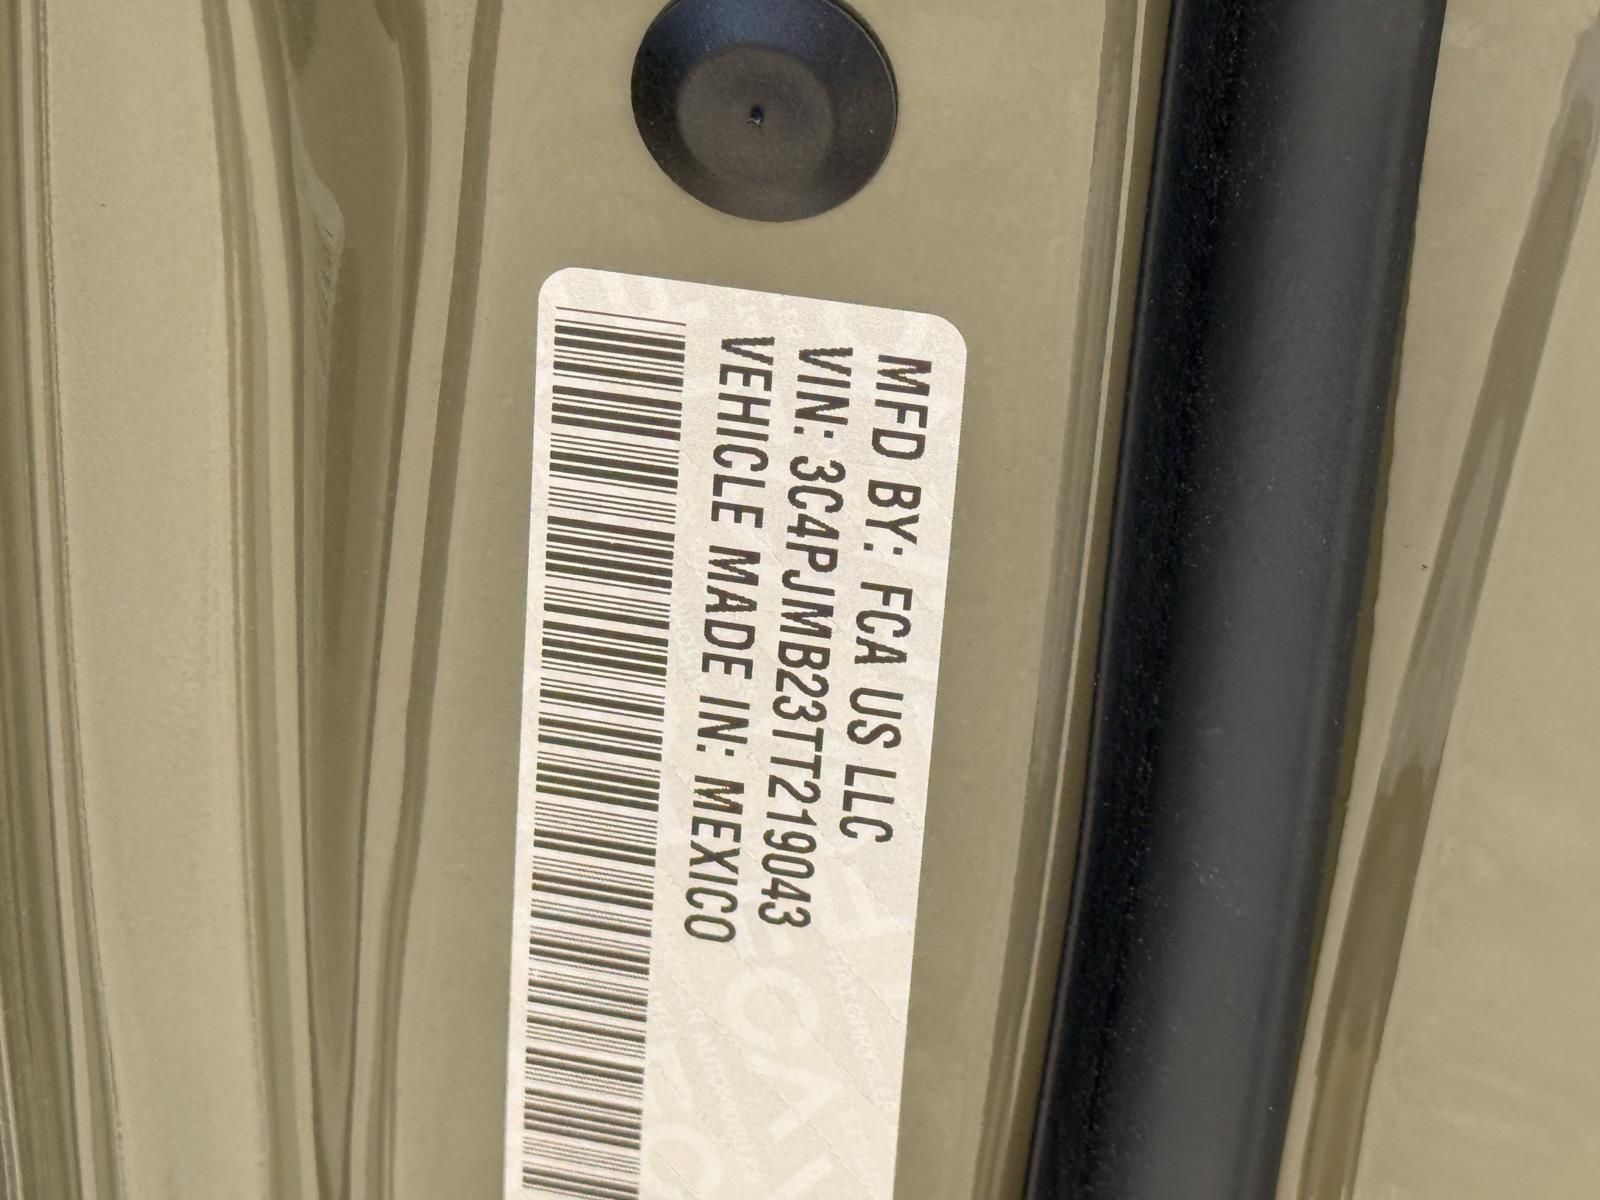 MFD BY: FCA US LLC
VIN: 3C4PJMB23TT219043
VEHICLE MADE IN: MEXICO